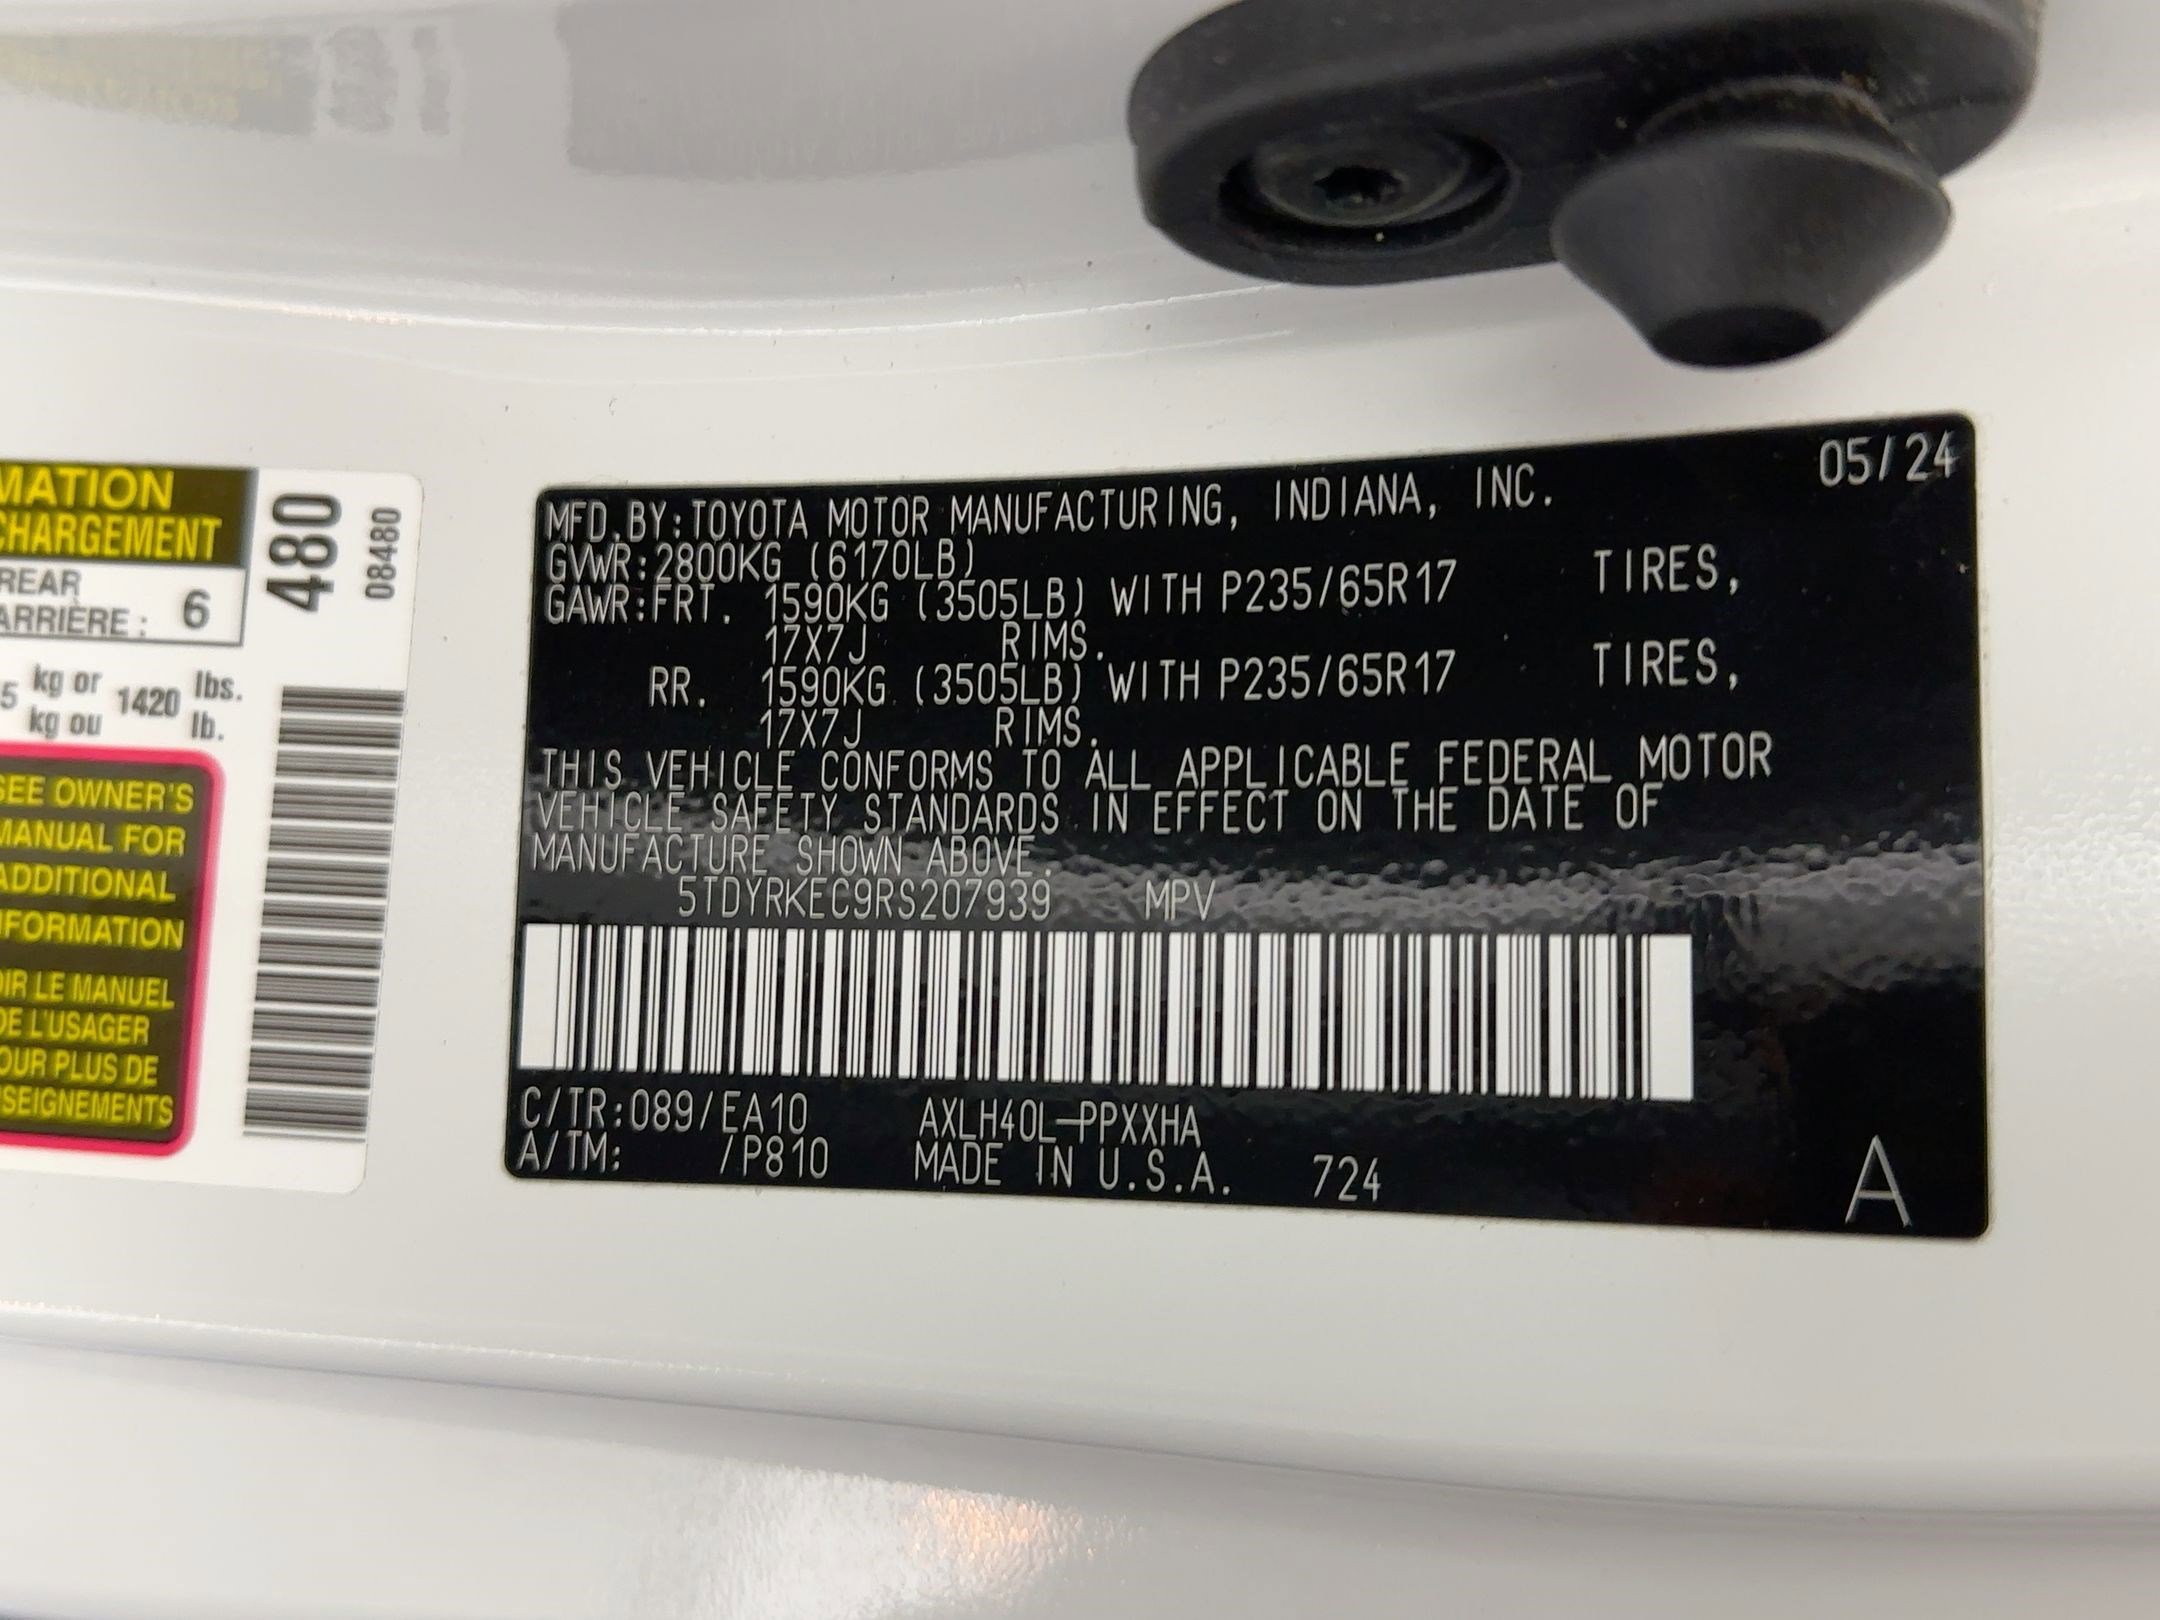 MATION
CHARGEMENT
REAR
ARRIÈRE : 6
5 kg or 1420 lbs.
kg ou lb.
SEE OWNER'S
MANUAL FOR
ADDITIONAL
NFORMATION
OIR LE MANUEL
DE L'USAGER
OUR PLUS DE
NSEIGNEMENTS
480
08480
05/24
MFD.BY:TOYOTA MOTOR MANUFACTURING, INDIANA, INC.
GVWR:2800KG (6170LB)
GAWR:FRT. 1590KG (3505LB) WITH P235/65R17 TIRES,
17X7J RIMS.
RR. 1590KG (3505LB) WITH P235/65R17 TIRES,
17X7J RIMS.
THIS VEHICLE CONFORMS TO ALL APPLICABLE FEDERAL MOTOR
VEHICLE SAFETY STANDARDS IN EFFECT ON THE DATE OF
MANUFACTURE SHOWN ABOVE.
5TDYRKEC9RS207939 MPV
C/TR:089/EA10 AXLH40L-PPXXHA
A/TM: /P810 MADE IN U.S.A. 724
A